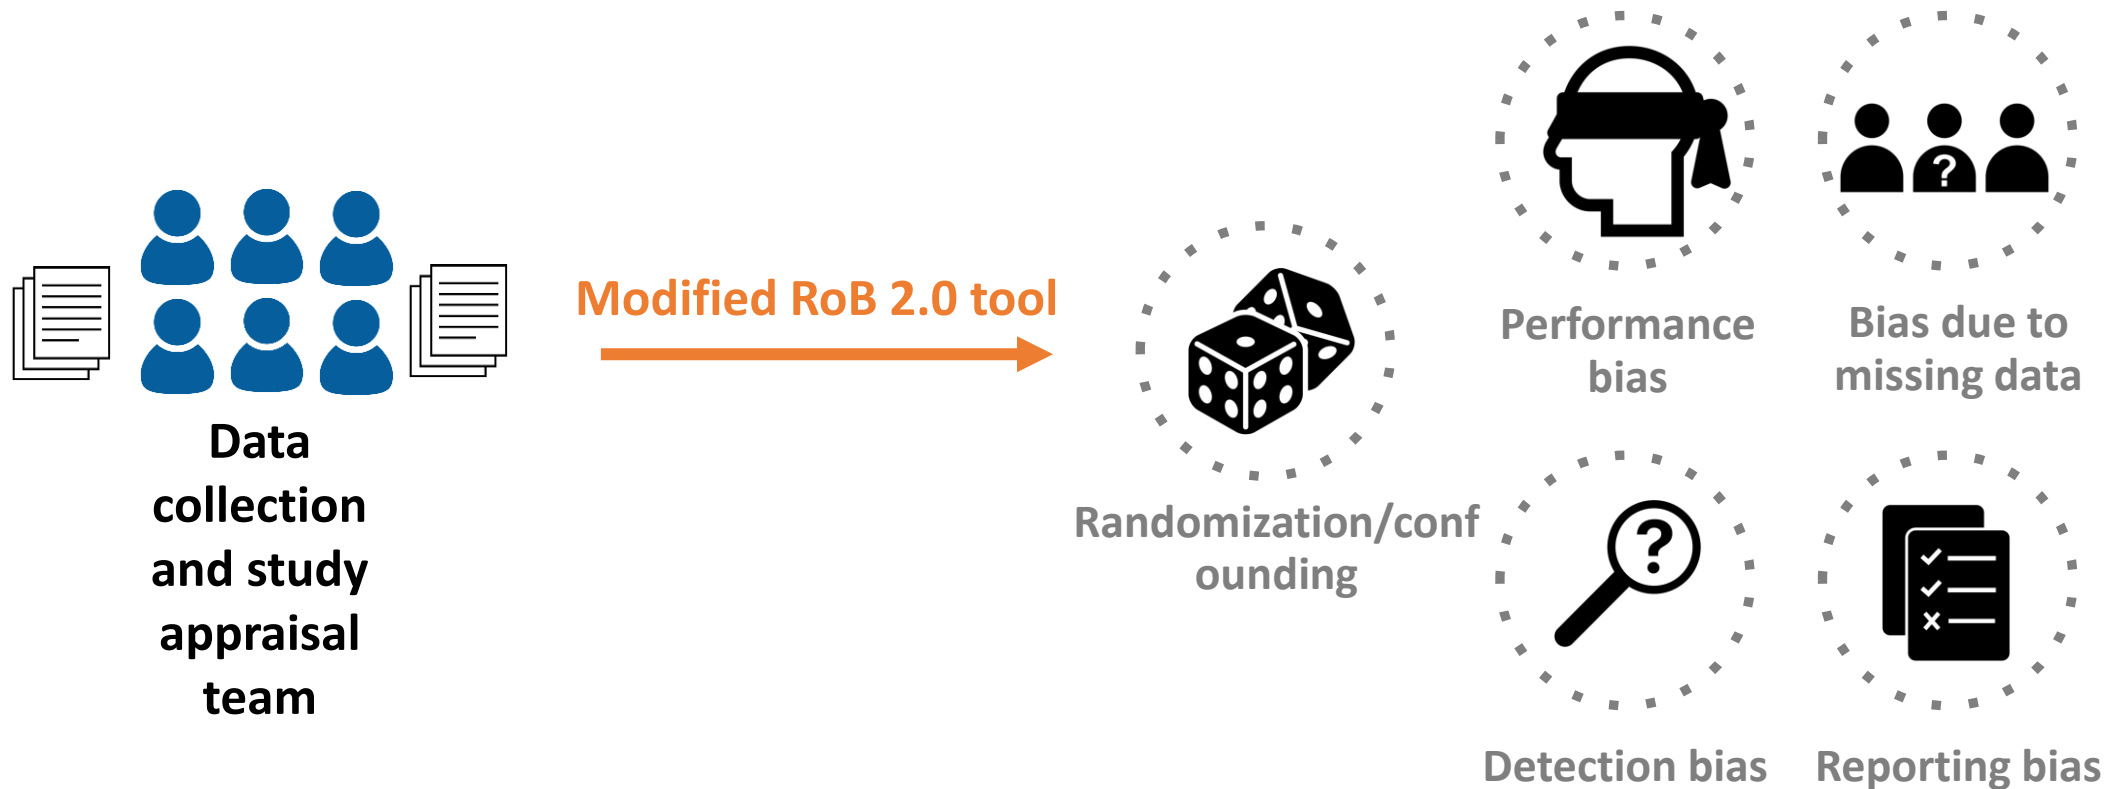 Data
collection
and study
appraisal
team
Modified RoB 2.0 tool
Randomization/conf
ounding
Performance
bias
?
Bias due to
missing data
?
Detection bias
Reporting bias